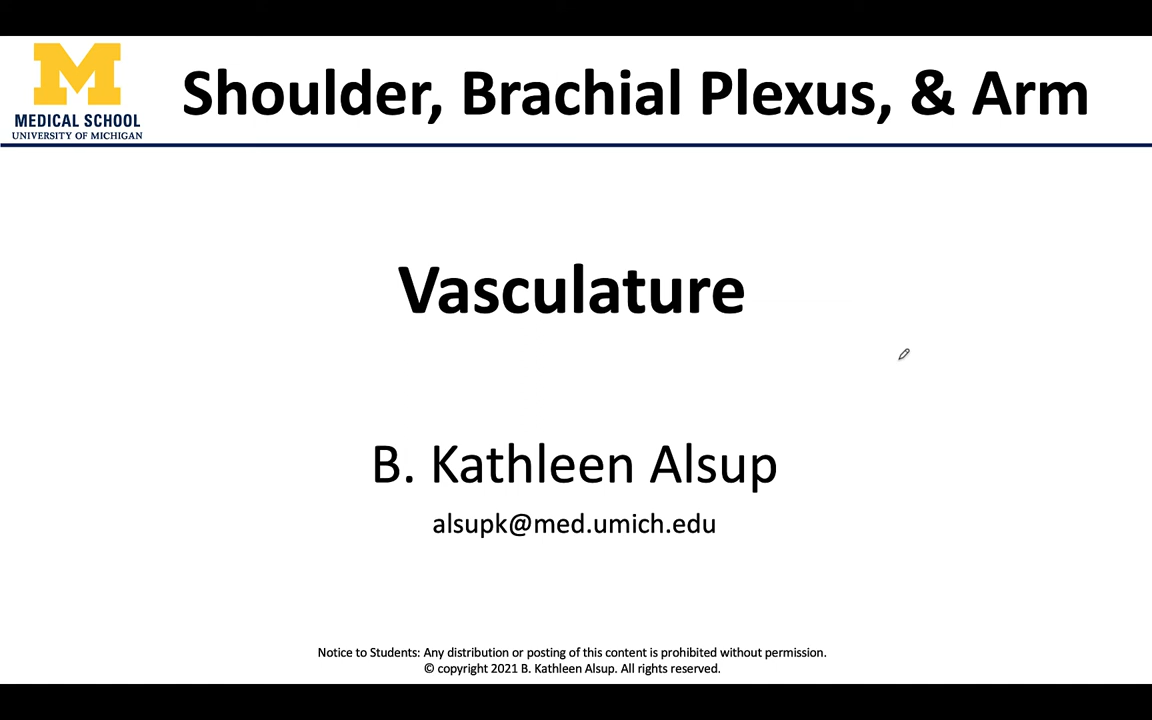 MEDICAL SCHOOL
UNIVERSITY OF MICHIGAN
Shoulder, Brachial Plexus, & Arm
Vasculature
B. Kathleen Alsup
alsupk@med.umich.edu
Notice to Students: Any distribution or posting of this content is prohibited without permission.
© copyright 2021 B. Kathleen Alsup. All rights reserved.